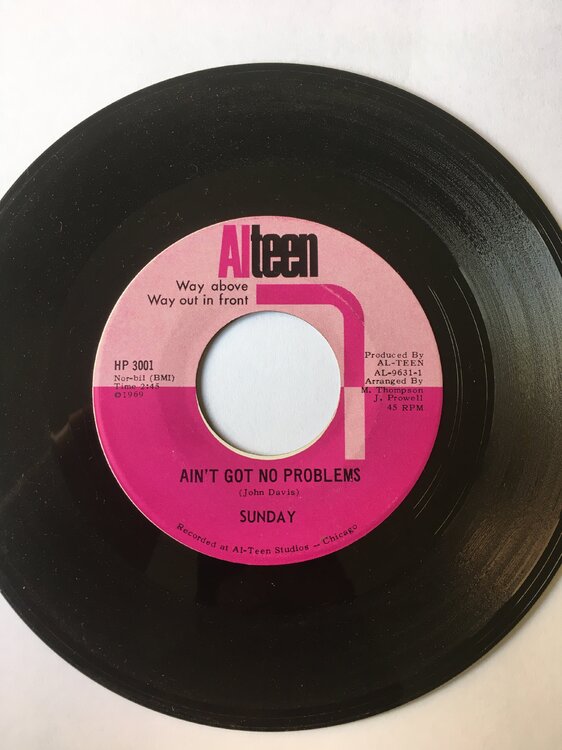 Alteen
Way above
Way out in front
HP 3001
Nor-bil (BMI)
Time 2:45
©1969
Produced By
AL-TEEN
AL-9631-1
Arranged By
M. Thompson
J. Prowell
45 RPM
AIN'T GOT NO PROBLEMS
(John Davis)
SUNDAY
Recorded at Al-Teen Studios -- Chicago